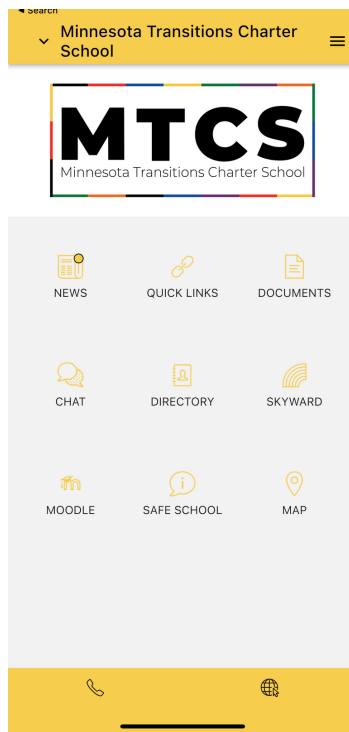 ◄ Search
Minnesota Transitions Charter
School
MTCS
Minnesota Transitions Charter School
NEWS
QUICK LINKS
DOCUMENTS
CHAT
DIRECTORY
SKYWARD
MOODLE
SAFE SCHOOL
MAP